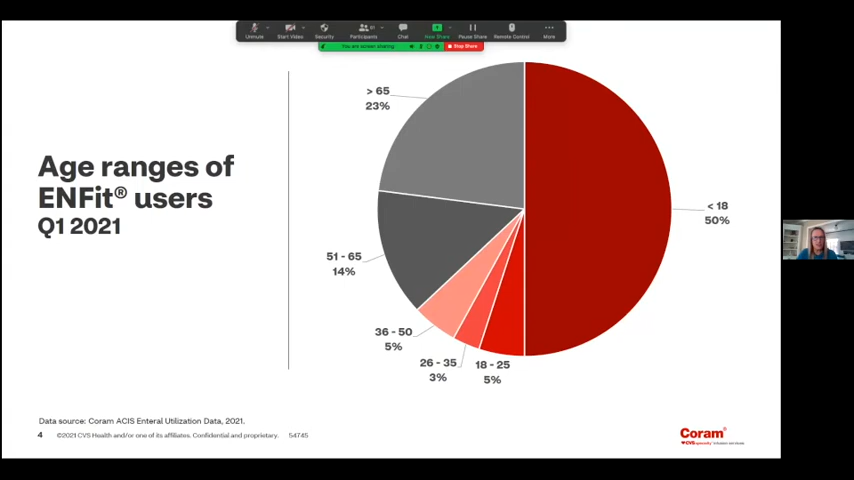 Unmute
Start Video
Security
Participants
61
Chat
New Share
Pause Share
Remote Control
More
You are screen sharing
Stop Share
Age ranges of
ENFit® users
Q1 2021
> 65
23%
< 18
50%
51 - 65
14%
36 - 50
5%
26 - 35
3%
18 - 25
5%
Data source: Coram ACIS Enteral Utilization Data, 2021.
4 ©2021 CVS Health and/or one of its affiliates. Confidential and proprietary. 54745
Coram®
CVS specialty infusion services